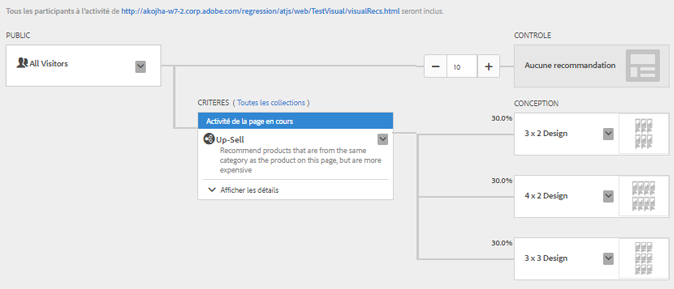 Tous les participants à l'activité de http://akojha-w7-2.corp.adobe.com/regression/atjs/web/TestVisual/visualRecs.html seront inclus.
PUBLIC
All Visitors
10
CONTROLE
Aucune recommandation
CRITERES ( Toutes les collections )
Activité de la page en cours
Up-Sell
Recommend products that are from the same
category as the product on this page, but are more
expensive
Afficher les détails
CONCEPTION
30.0%
3 x 2 Design
30.0%
4 x 2 Design
30.0%
3 x 3 Design